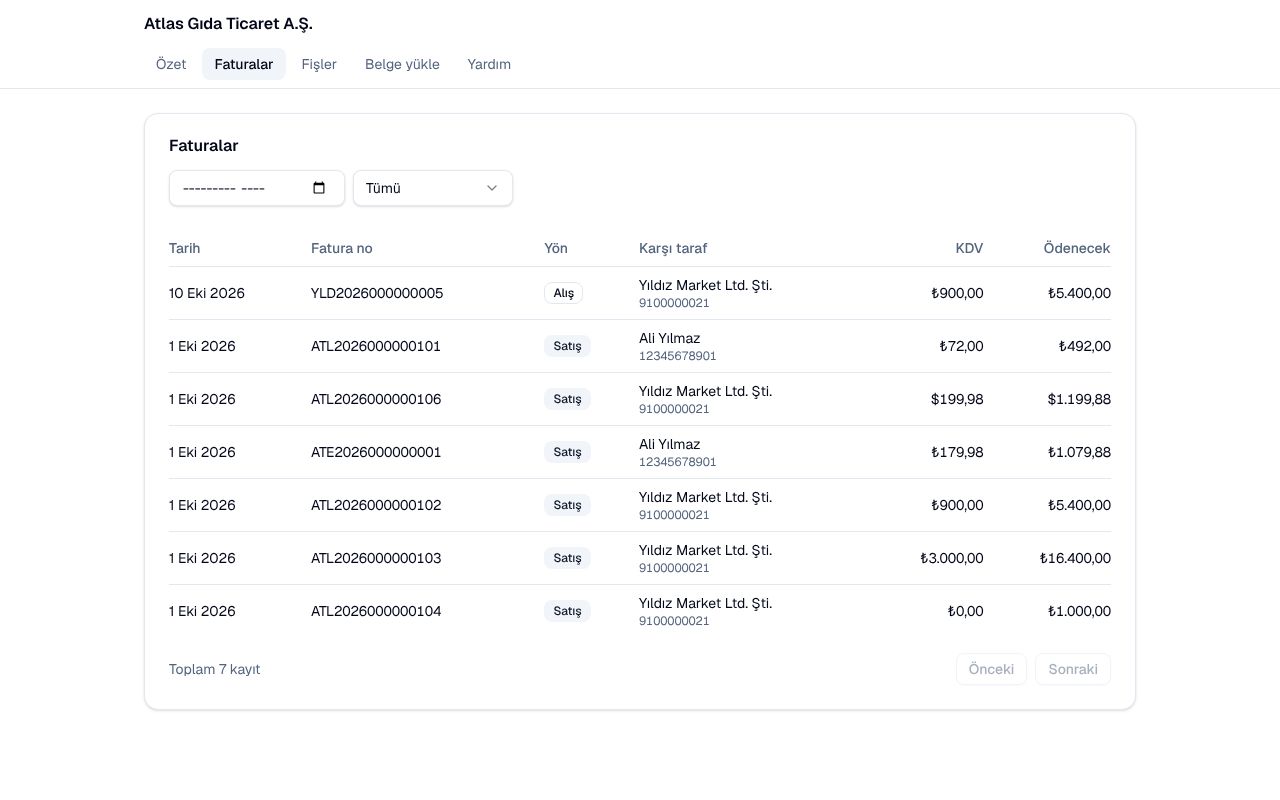 Atlas Gıda Ticaret A.Ş.
Özet Faturalar Fişler Belge yükle Yardım
Faturalar
--------- ---- Tümü
Tarih Fatura no Yön Karşı taraf KDV Ödenecek
10 Eki 2026 YLD2026000000005 Alış Yıldız Market Ltd. Şti. ₺900,00 ₺5.400,00
9100000021
1 Eki 2026 ATL2026000000101 Satış Ali Yılmaz ₺72,00 ₺492,00
12345678901
1 Eki 2026 ATL2026000000106 Satış Yıldız Market Ltd. Şti. $199,98 $1.199,88
9100000021
1 Eki 2026 ATE2026000000001 Satış Ali Yılmaz ₺179,98 ₺1.079,88
12345678901
1 Eki 2026 ATL2026000000102 Satış Yıldız Market Ltd. Şti. ₺900,00 ₺5.400,00
9100000021
1 Eki 2026 ATL2026000000103 Satış Yıldız Market Ltd. Şti. ₺3.000,00 ₺16.400,00
9100000021
1 Eki 2026 ATL2026000000104 Satış Yıldız Market Ltd. Şti. ₺0,00 ₺1.000,00
9100000021
Toplam 7 kayıt Önceki Sonraki